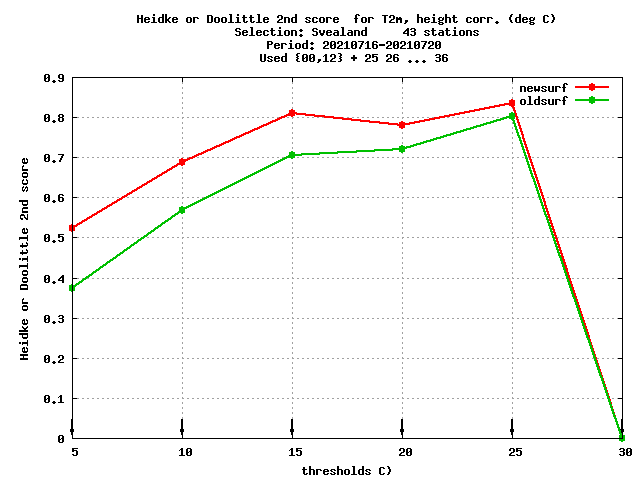 Heidke or Doolittle 2nd score  for T2m, height corr. (deg C)
Selection: Svealand     43 stations
Period: 20210716-20210720
Used {00,12} + 25 26 ... 36
newsurf
oldsurf
Heidke or Doolittle 2nd score
0.9
0.8
0.7
0.6
0.5
0.4
0.3
0.2
0.1
0
5 10 15 20 25 30
thresholds C)